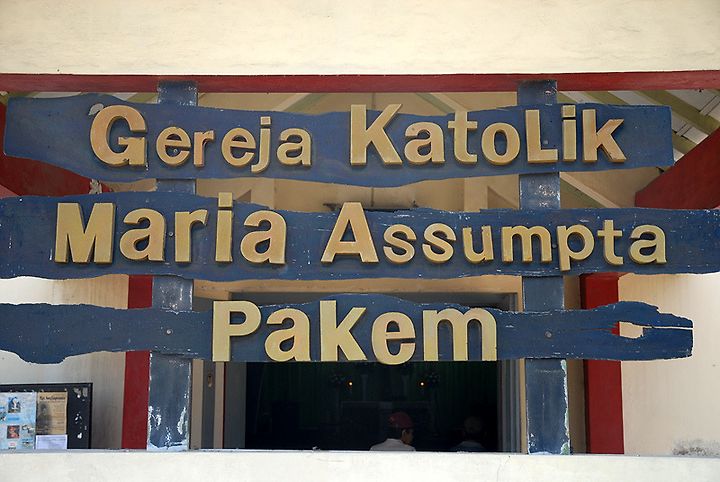 Gereja Katolik
Maria Assumpta
Pakem